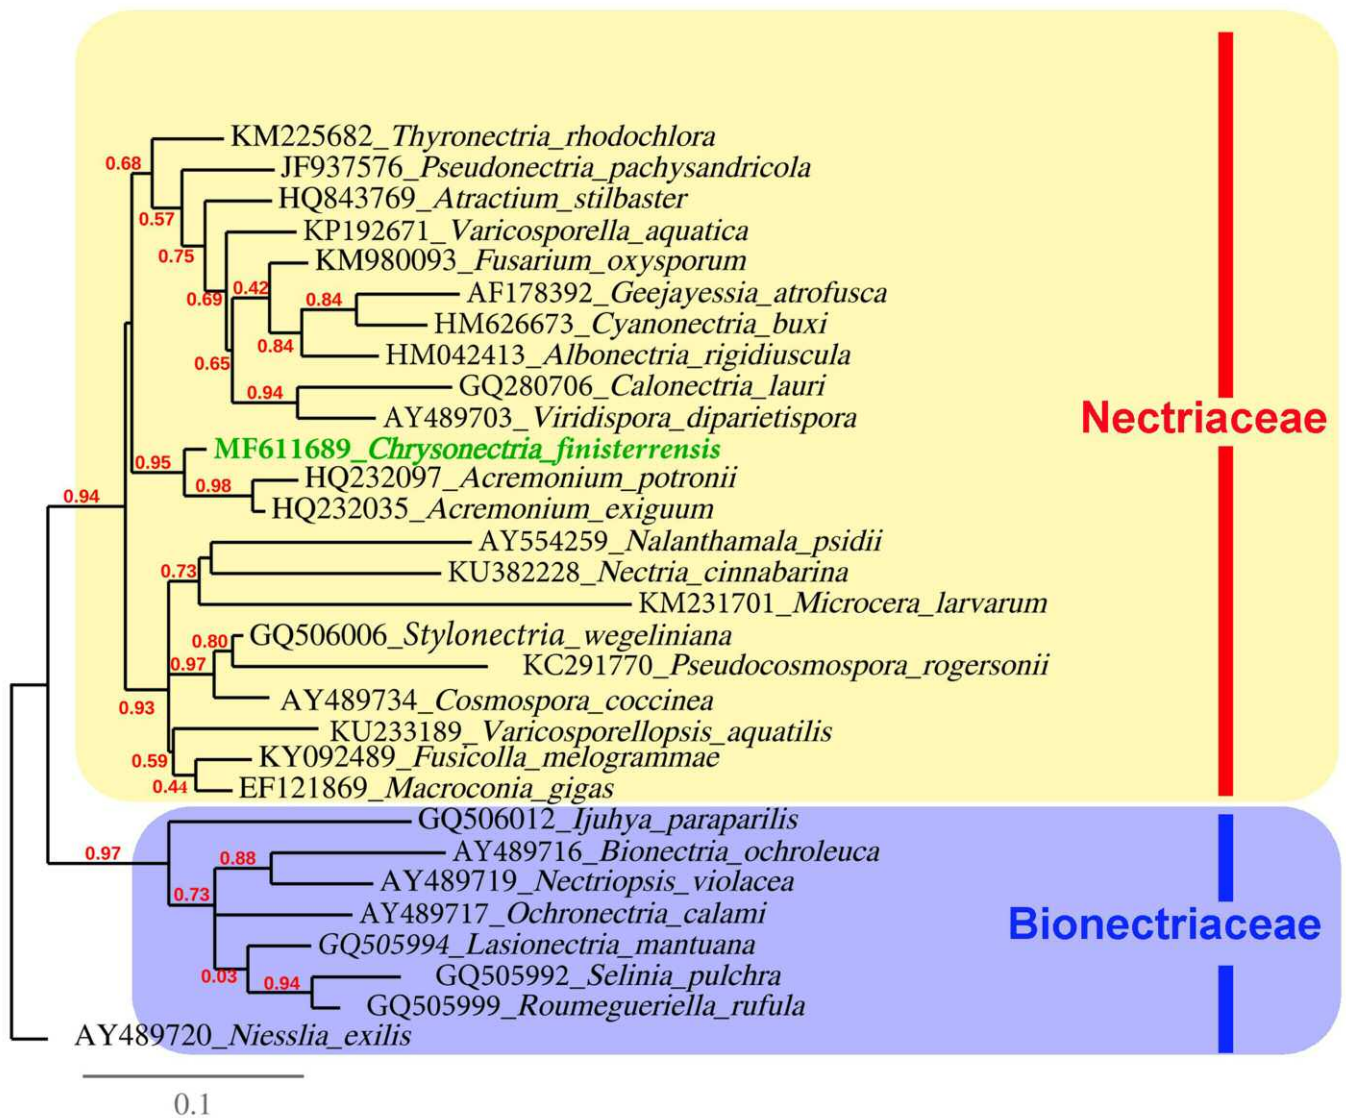 KM225682_Thyronectria_rhodochlora
0.68
JF937576_Pseudonectria_pachysandricola
HQ843769_Atractium_stilbaster
0.57
KP192671_Varicosporella_aquatica
0.75
KM980093_Fusarium_oxysporum
0.42
AF178392_Geejayessia_atrofusca
0.69
0.84
HM626673_Cyanonectria_buxi
0.84
HM042413_Albonectria_rigidiuscula
0.65
GQ280706_Calonectria_lauri
0.94
AY489703_Viridispora_diparietispora
Nectriaceae
MF611689_Chrysonectria_finisterrensis
0.95
HQ232097_Acremonium_potronii
0.98
0.94
HQ232035_Acremonium_exiguum
AY554259_Nalanthamala_psidii
0.73
KU382228_Nectria_cinnabarina
KM231701_Microcera_larvarum
0.80
GQ506006_Stylonectria_wegeliniana
0.97
KC291770_Pseudocosmospora_rogersonii
0.93
AY489734_Cosmospora_coccinea
KU233189_Varicosporellopsis_aquatilis
0.59
KY092489_Fusicolla_melogrammae
0.44
EF121869_Macroconia_gigas
GQ506012_Ijuhya_paraparilis
0.97
0.88
AY489716_Bionectria_ochroleuca
0.73
AY489719_Nectriopsis_violacea
AY489717_Ochronectria_calami
Bionectriaceae
GQ505994_Lasionectria_mantuana
0.03
0.94
GQ505992_Selinia_pulchra
GQ505999_Roumegueriella_rufula
AY489720_Niesslia_exilis
0.1